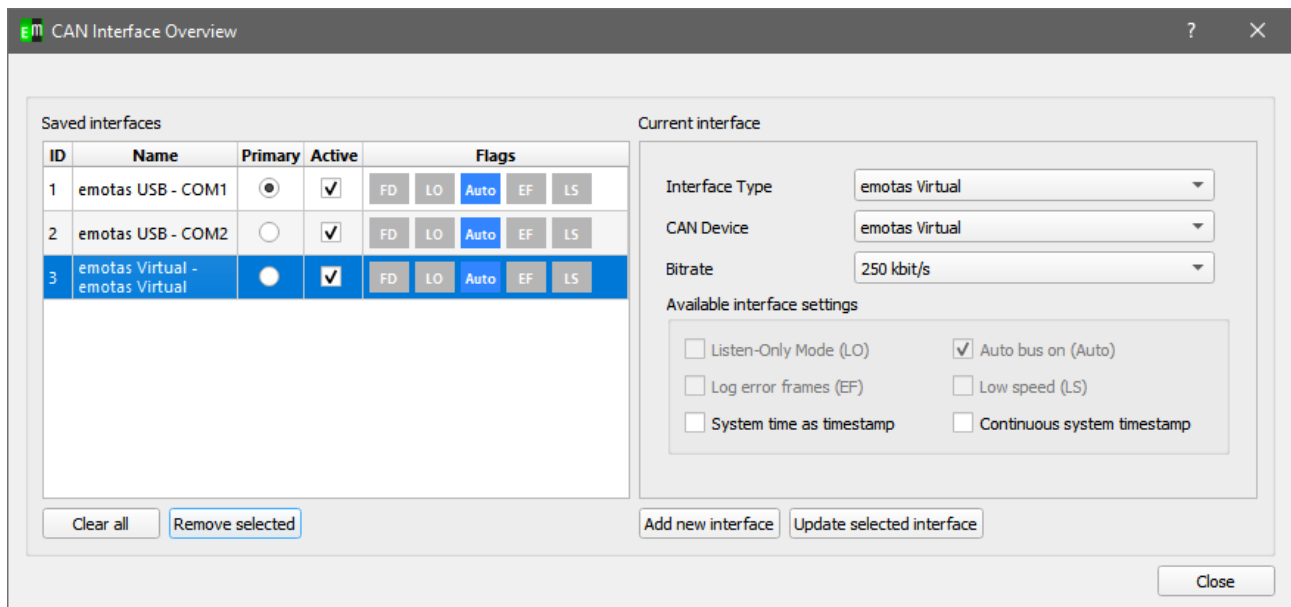 Em CAN Interface Overview ? ×
Saved interfaces
ID Name Primary Active Flags
1 emotas USB - COM1 FD LO Auto EF LS
2 emotas USB - COM2 FD LO Auto EF LS
3 emotas Virtual -
emotas Virtual FD LO Auto EF LS
Clear all Remove selected
Current interface
Interface Type emotas Virtual
CAN Device emotas Virtual
Bitrate 250 kbit/s
Available interface settings
Listen-Only Mode (LO) Auto bus on (Auto)
Log error frames (EF) Low speed (LS)
System time as timestamp Continuous system timestamp
Add new interface Update selected interface
Close